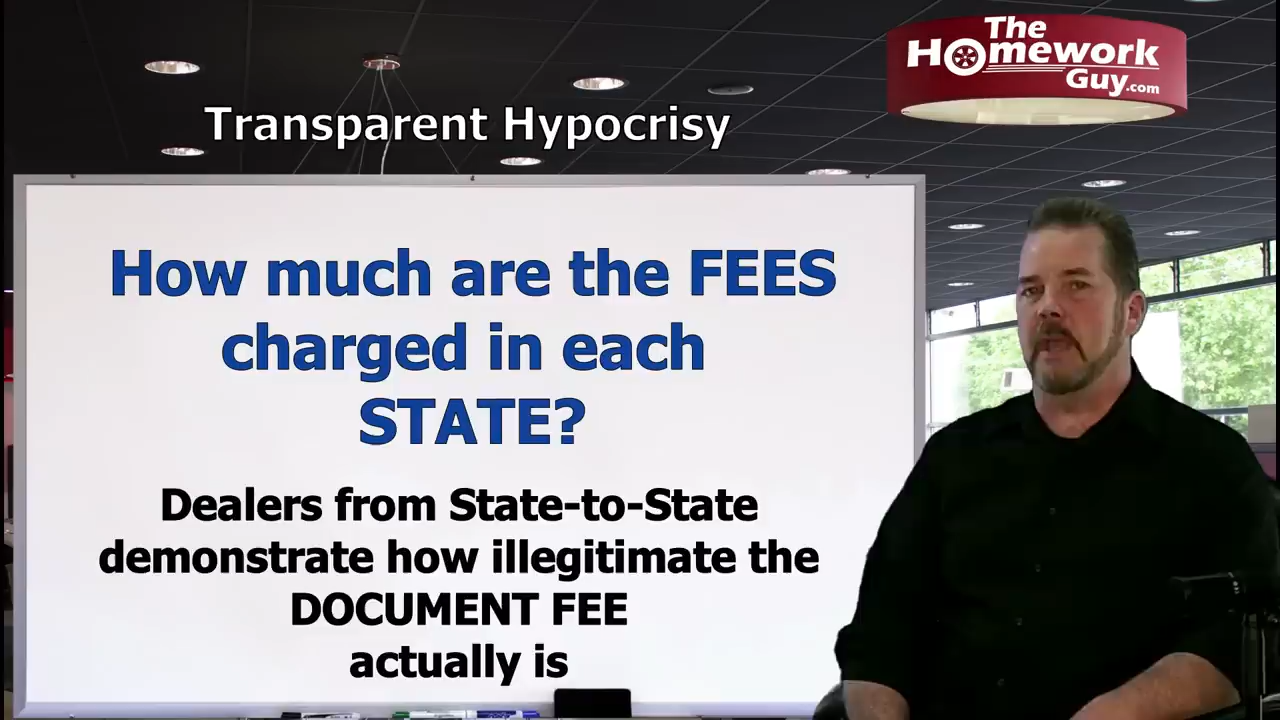 The
Homework
Guy.com
Transparent Hypocrisy
How much are the FEES
charged in each
STATE?
Dealers from State-to-State
demonstrate how illegitimate the
DOCUMENT FEE
actually is